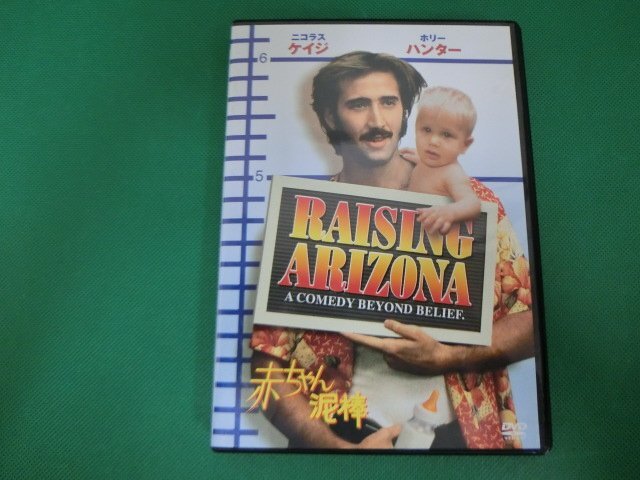 ニコラス
ケイジ
ホリー
ハンター
6
5
RAISING
ARIZONA
A COMEDY BEYOND BELIEF.
赤ちゃん
泥棒
DVD